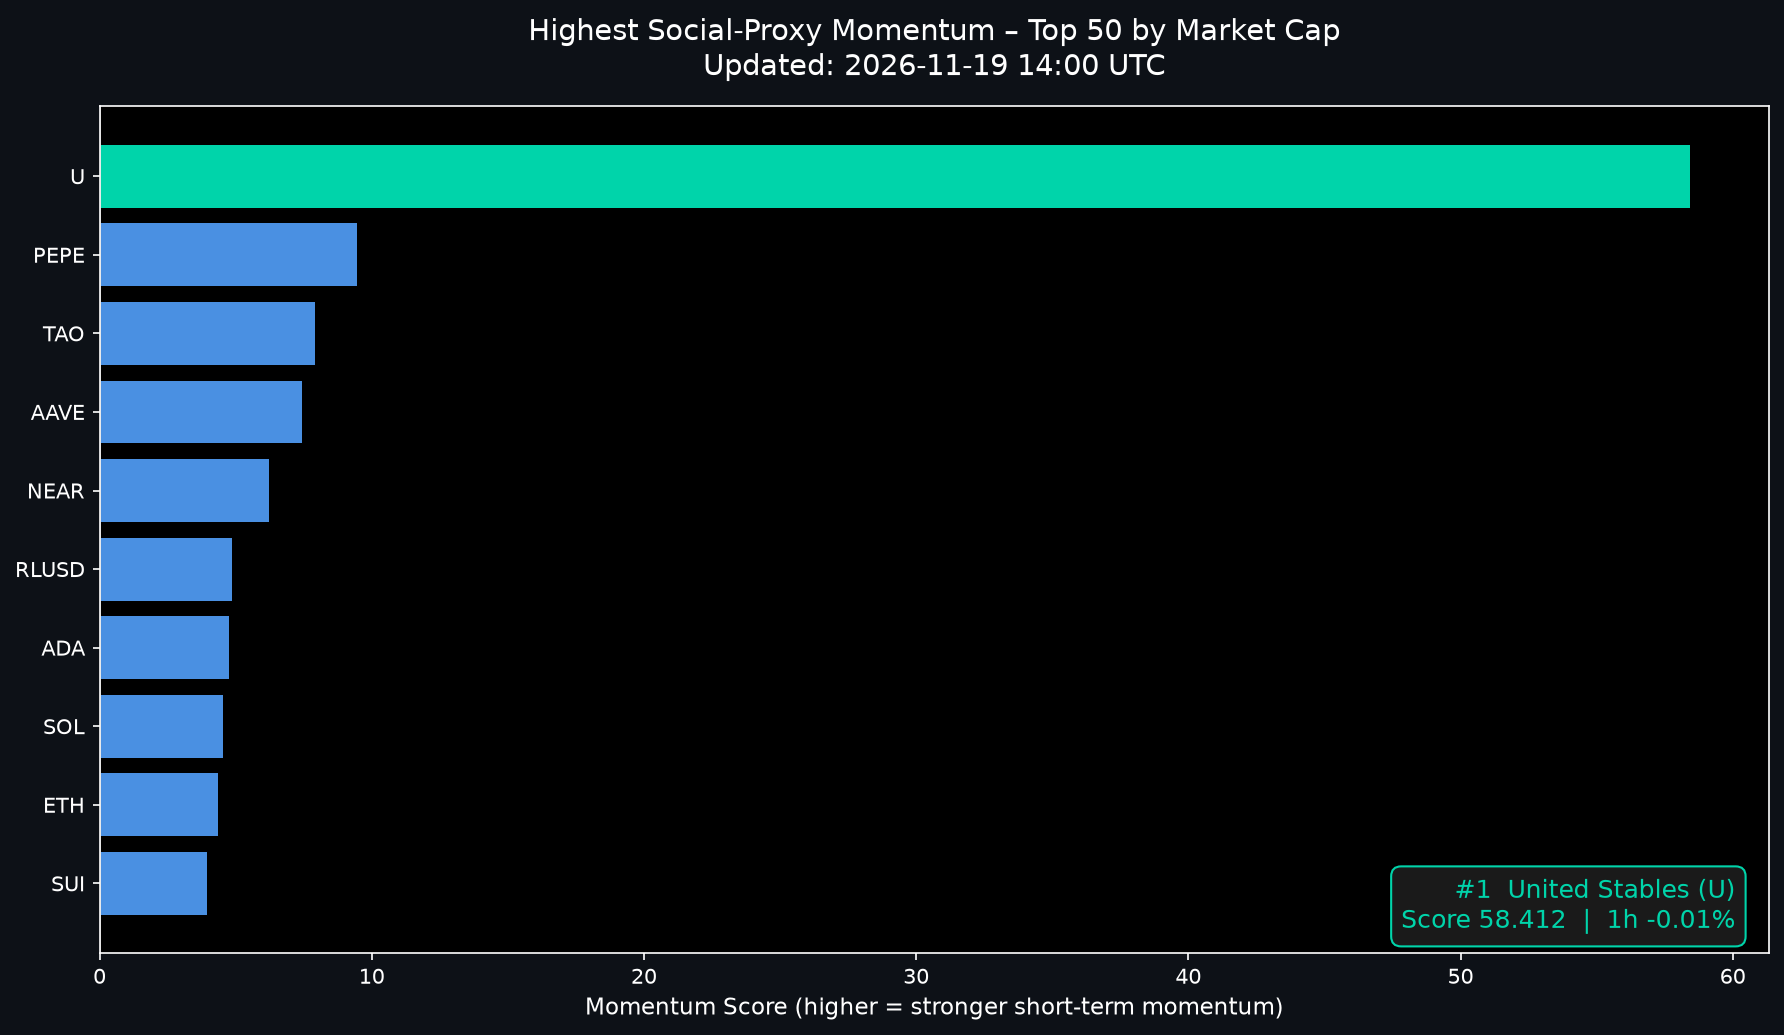 Highest Social-Proxy Momentum – Top 50 by Market Cap
Updated: 2026-11-19 14:00 UTC
U
PEPE
TAO
AAVE
NEAR
RLUSD
ADA
SOL
ETH
SUI
#1  United Stables (U)
Score 58.412  |  1h -0.01%
0 10 20 30 40 50 60
Momentum Score (higher = stronger short-term momentum)